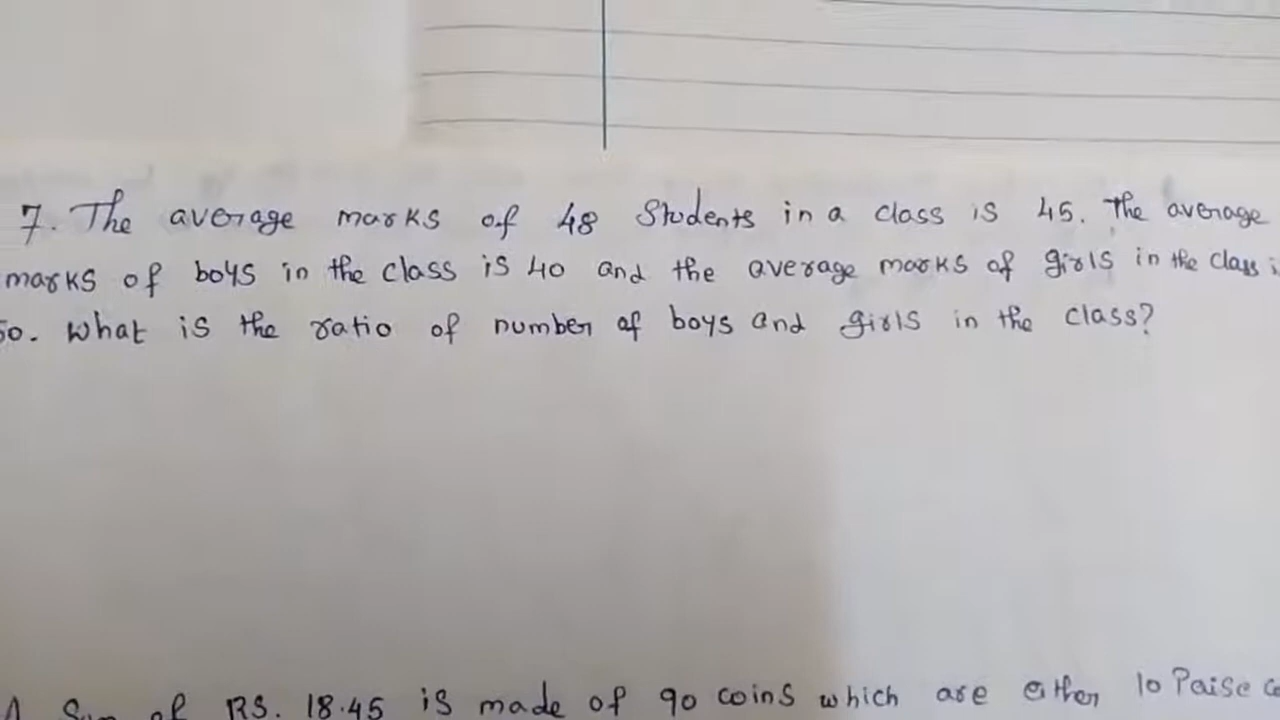 7. The average marks of 48 Students in a class is 45. The average
marks of boys in the class is 40 and the average marks of girls in the class i
50. What is the ratio of number of boys and girls in the class?
A Sum of RS. 18.45 is made of 90 coins which are either 10 Paise